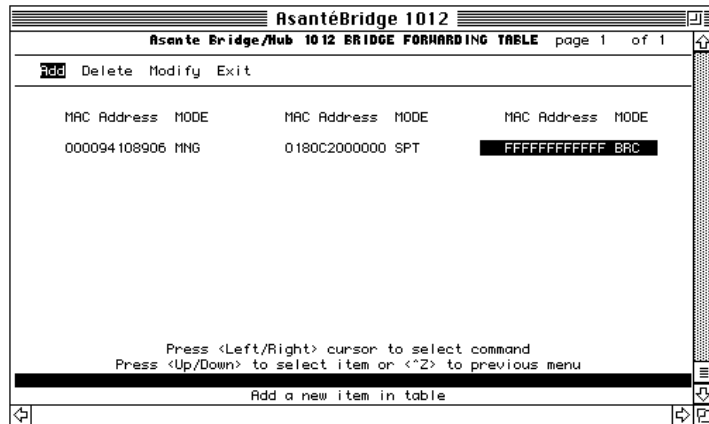 AsantéBridge 1012
Asante Bridge/Hub 1012 BRIDGE FORWARDING TABLE page 1 of 1
Add Delete Modify Exit
MAC Address MODE MAC Address MODE MAC Address MODE
000094108906 MNG 0180C2000000 SPT FFFFFFFFFFFF BRC
Press <Left/Right> cursor to select command
Press <Up/Down> to select item or <^Z> to previous menu
Add a new item in table